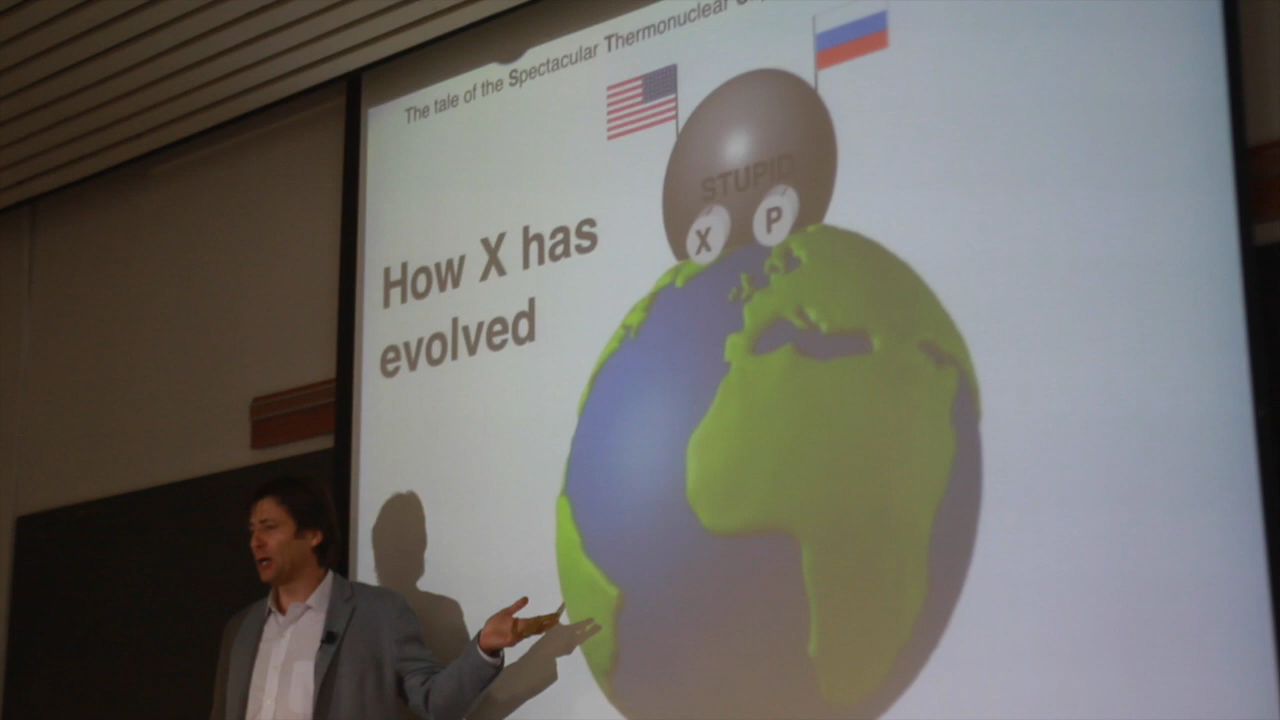 The tale of the Spectacular Thermonuclear
STUPID
X P
How X has
evolved